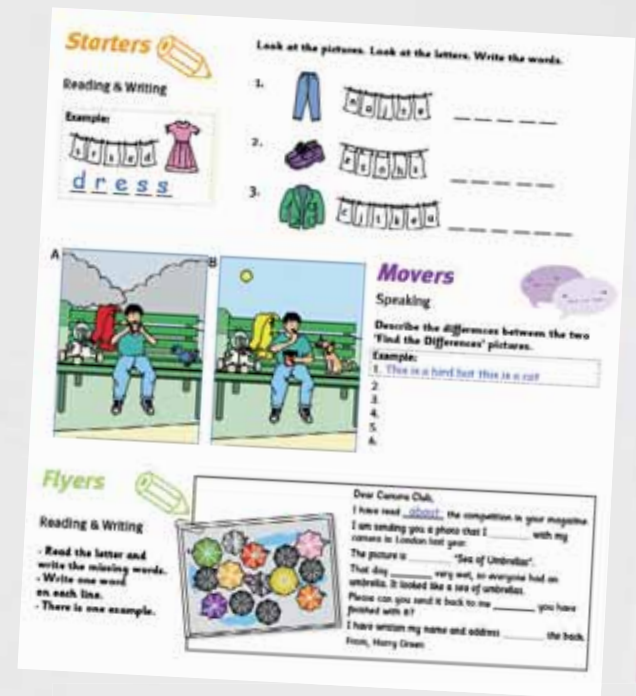 Starters
Look at the pictures. Look at the letters. Write the words.
Reading & Writing
Example:
d r e s s
1.
2.
3.
A
B
Movers
Speaking
Describe the differences between the two
'Find the Differences' pictures.
Example:
1. This is a bird but this is a cat
2.
3.
4.
5.
6.
Flyers
Reading & Writing
- Read the letter and
write the missing words.
- Write one word
on each line.
- There is one example.
Dear Camera Club,
I have read about the competition in your magazine.
I am sending you a photo that I ______ with my
camera in London last year.
The picture is ______ "Sea of Umbrellas".
That day ______ very wet, so everyone had an
umbrella. It looked like a sea of umbrellas.
Please can you send it back to me ______ you have
finished with it?
I have written my name and address ______ the back.
From, Harry Green